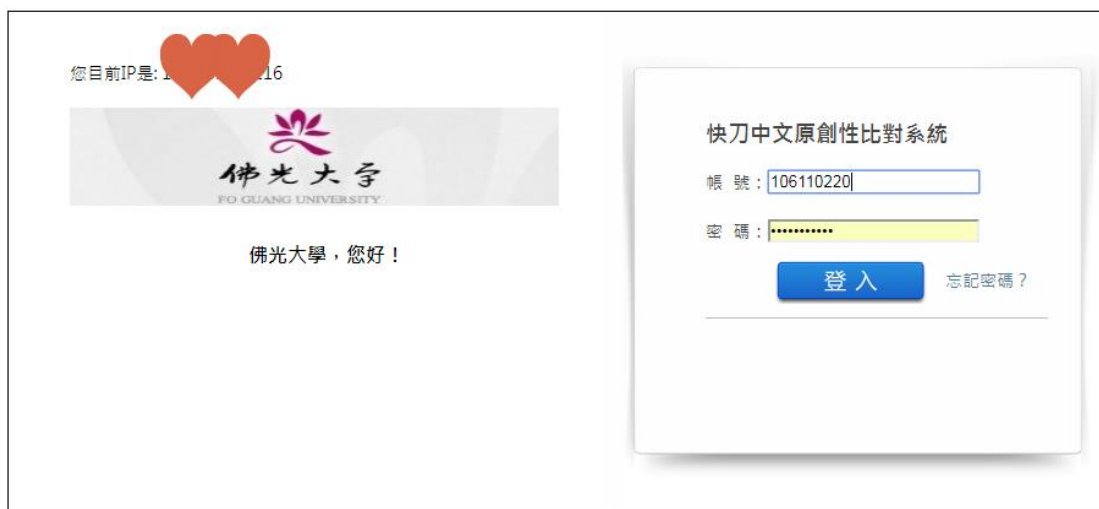 您目前IP是: 1 16
佛光大学
FO GUANG UNIVERSITY
佛光大學，您好！
快刀中文原創性比對系統
帳 號：106110220
密 碼：•••••••••••
登入 忘記密碼？